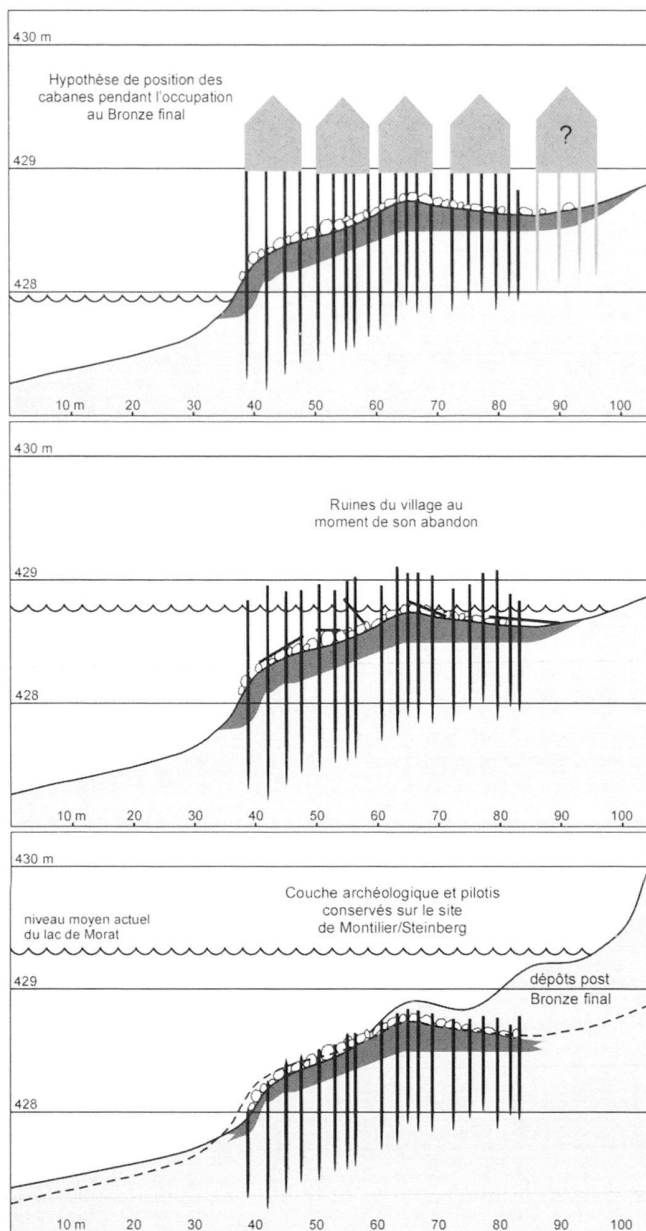 430 m
Hypothèse de position des
cabanes pendant l'occupation
au Bronze final
?
429
428
10 m 20 30 40 50 60 70 80 90 100
430 m
Ruines du village au
moment de son abandon
429
428
10 m 20 30 40 50 60 70 80 90 100
430 m
Couche archéologique et pilotis
conservés sur le site
de Montilier/Steinberg
niveau moyen actuel
du lac de Morat
429
dépôts post
Bronze final
428
10 m 20 30 40 50 60 70 80 90 100